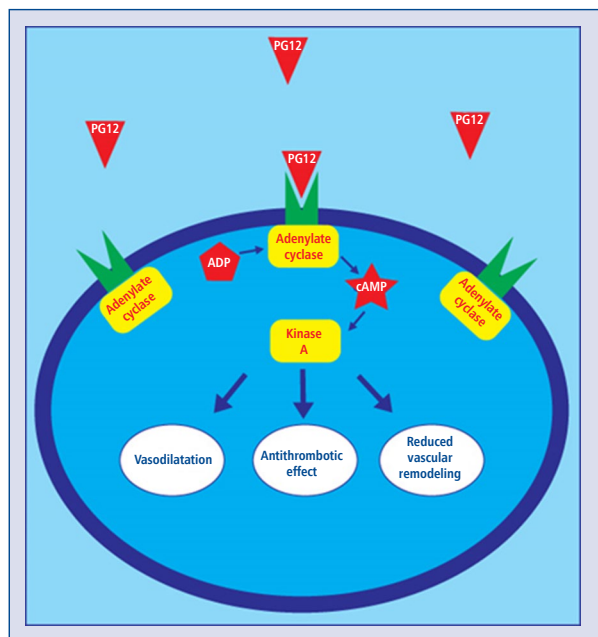 PG12
PG12
PG12
PG12
Adenylate
cyclase
ADP
cAMP
Adenylate
cyclase
Adenylate
cyclase
Kinase
A
Vasodilatation
Antithrombotic
effect
Reduced
vascular
remodeling